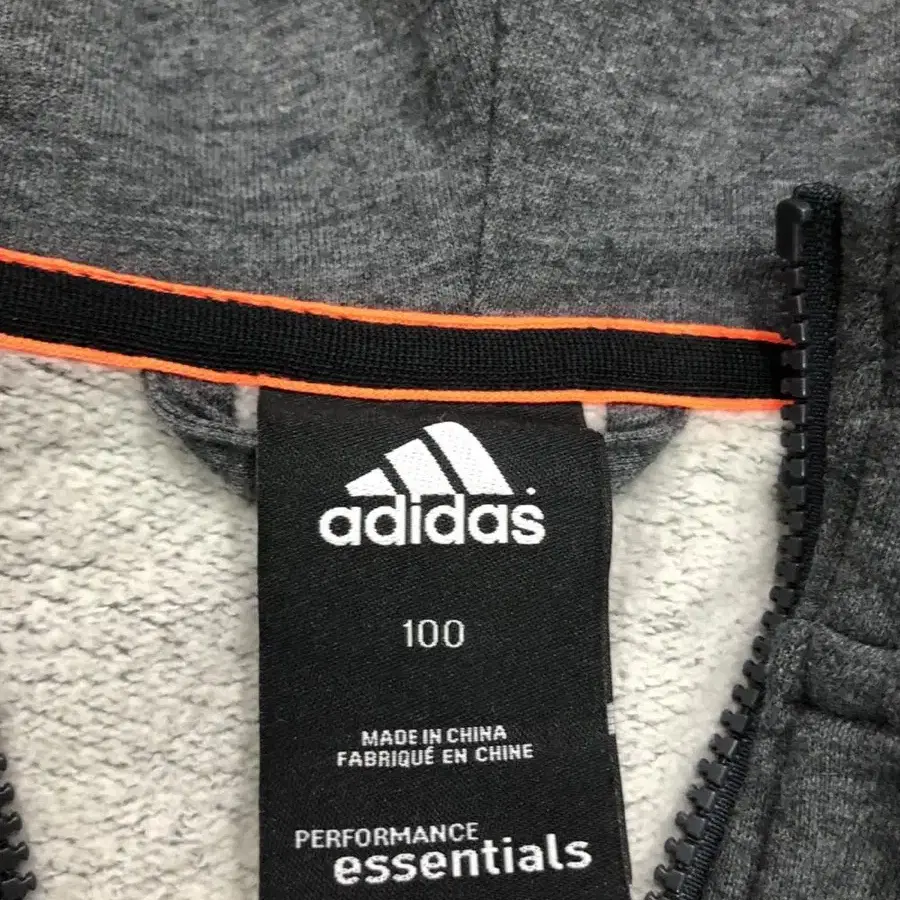 adidas
100
MADE IN CHINA
FABRIQUÉ EN CHINE
PERFORMANCE
essentials